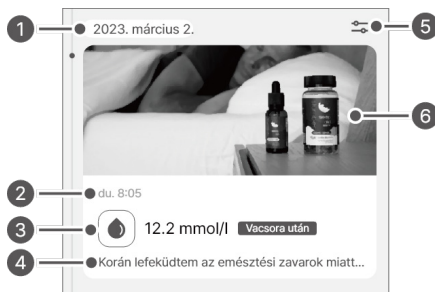 1
2023. március 2.
5
6
2
du. 8:05
3
12.2 mmol/l
Vacsora után
4
Korán lefeküdtem az emésztési zavarok miatt...